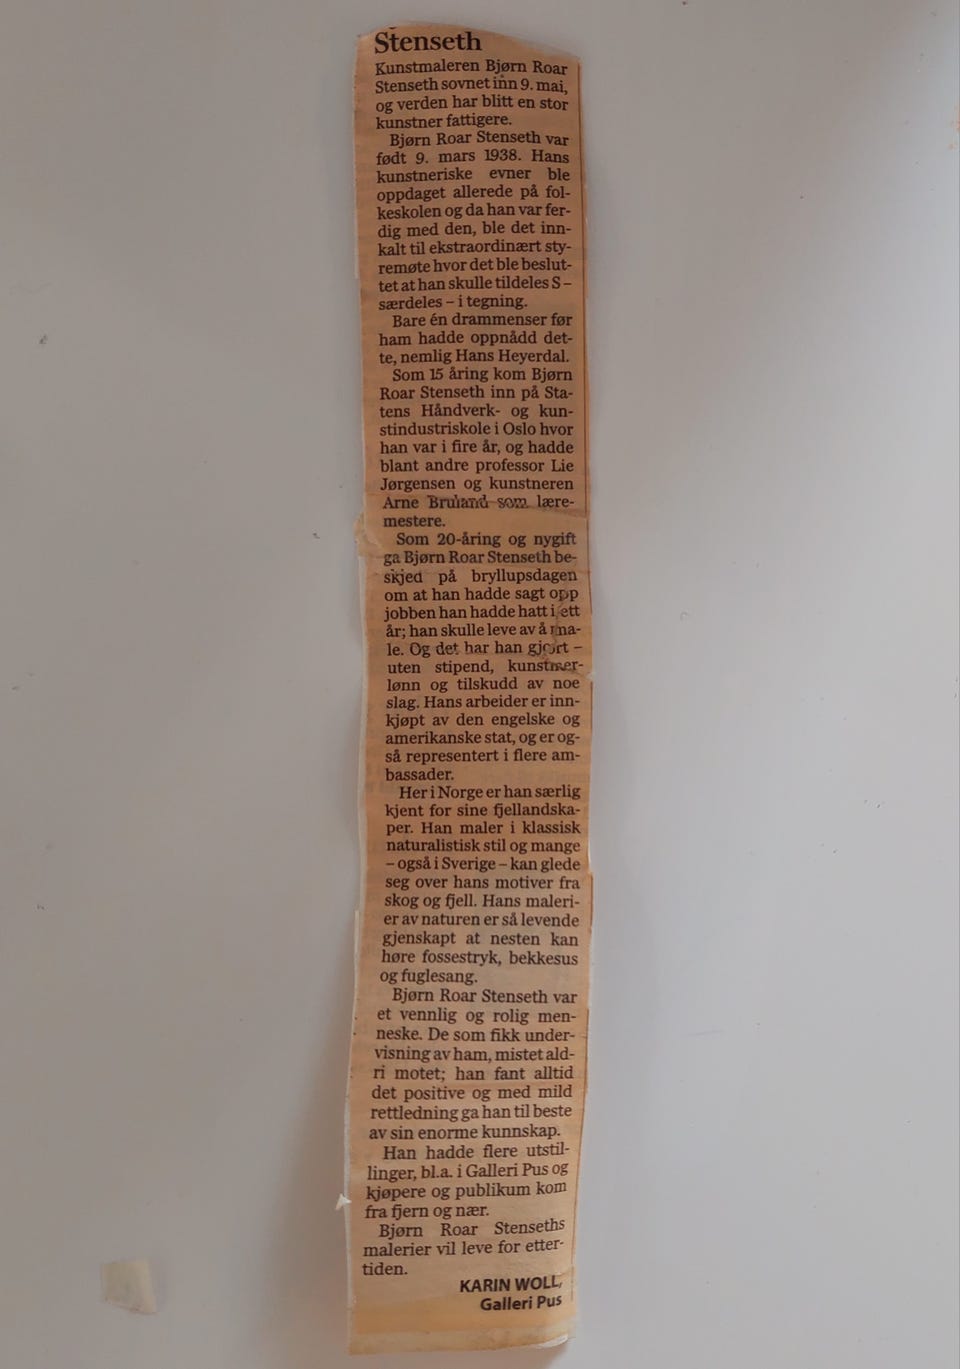 Stenseth
Kunstmaleren Bjørn Roar
Stenseth sovnet inn 9. mai,
og verden har blitt en stor
kunstner fattigere.
Bjørn Roar Stenseth var
født 9. mars 1938. Hans
kunstneriske evner ble
oppdaget allerede på fol-
keskolen og da han var fer-
dig med den, ble det inn-
kalt til ekstraordinært sty-
remøte hvor det ble beslut-
tet at han skulle tildeles S –
særdeles – i tegning.
Bare én drammenser før
ham hadde oppnådd det-
te, nemlig Hans Heyerdal.
Som 15 åring kom Bjørn
Roar Stenseth inn på Sta-
tens Håndverk- og kun-
stindustriskole i Oslo hvor
han var i fire år, og hadde
blant andre professor Lie
Jørgensen og kunstneren
Arne Bruland som lære-
mestere.
Som 20-åring og nygift
ga Bjørn Roar Stenseth be-
skjed på bryllupsdagen
om at han hadde sagt opp
jobben han hadde hatt i ett
år; han skulle leve av å ma-
le. Og det har han gjort –
uten stipend, kunstner-
lønn og tilskudd av noe
slag. Hans arbeider er inn-
kjøpt av den engelske og
amerikanske stat, og er og-
så representert i flere am-
bassader.
Her i Norge er han særlig
kjent for sine fjellandska-
per. Han maler i klassisk
naturalistisk stil og mange
– også i Sverige – kan glede
seg over hans motiver fra
skog og fjell. Hans maleri-
er av naturen er så levende
gjenskapt at nesten kan
høre fossestryk, bekkesus
og fuglesang.
Bjørn Roar Stenseth var
et vennlig og rolig men-
neske. De som fikk under-
visning av ham, mistet ald-
ri motet; han fant alltid
det positive og med mild
rettledning ga han til beste
av sin enorme kunnskap.
Han hadde flere utstil-
linger, bl.a. i Galleri Pus og
kjøpere og publikum kom
fra fjern og nær.
Bjørn Roar Stenseths
malerier vil leve for etter-
tiden.
KARIN WOLL,
Galleri Pus